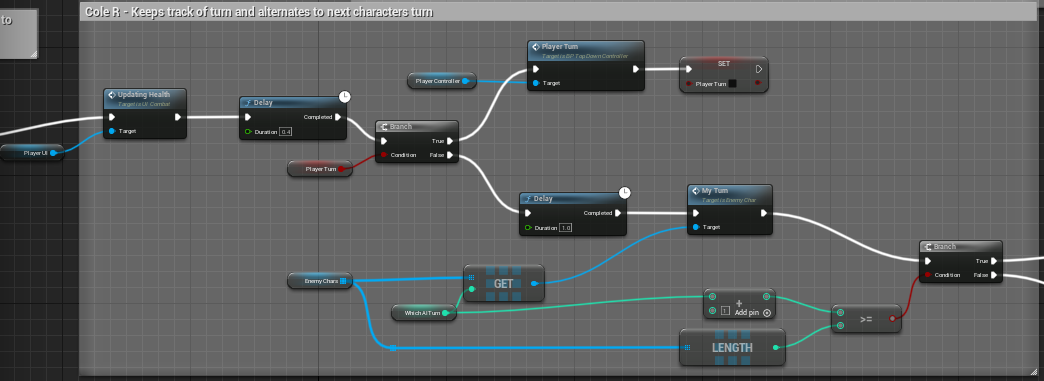 to
Cole R - Keeps track of turn and alternates to next characters turn
Player Turn
Target is BP Top Down Controller
Target
Player Controller
SET
Player Turn
Updating Health
Target is UI Combat
Target
Player UI
Delay
Completed
Duration 0.4
Branch
True
Condition False
Player Turn
Delay
Completed
Duration 1.0
My Turn
Target is Enemy Char
Target
Branch
True
Condition False
Enemy Chars
GET
Which AI Turn
+
1 Add pin
>=
LENGTH